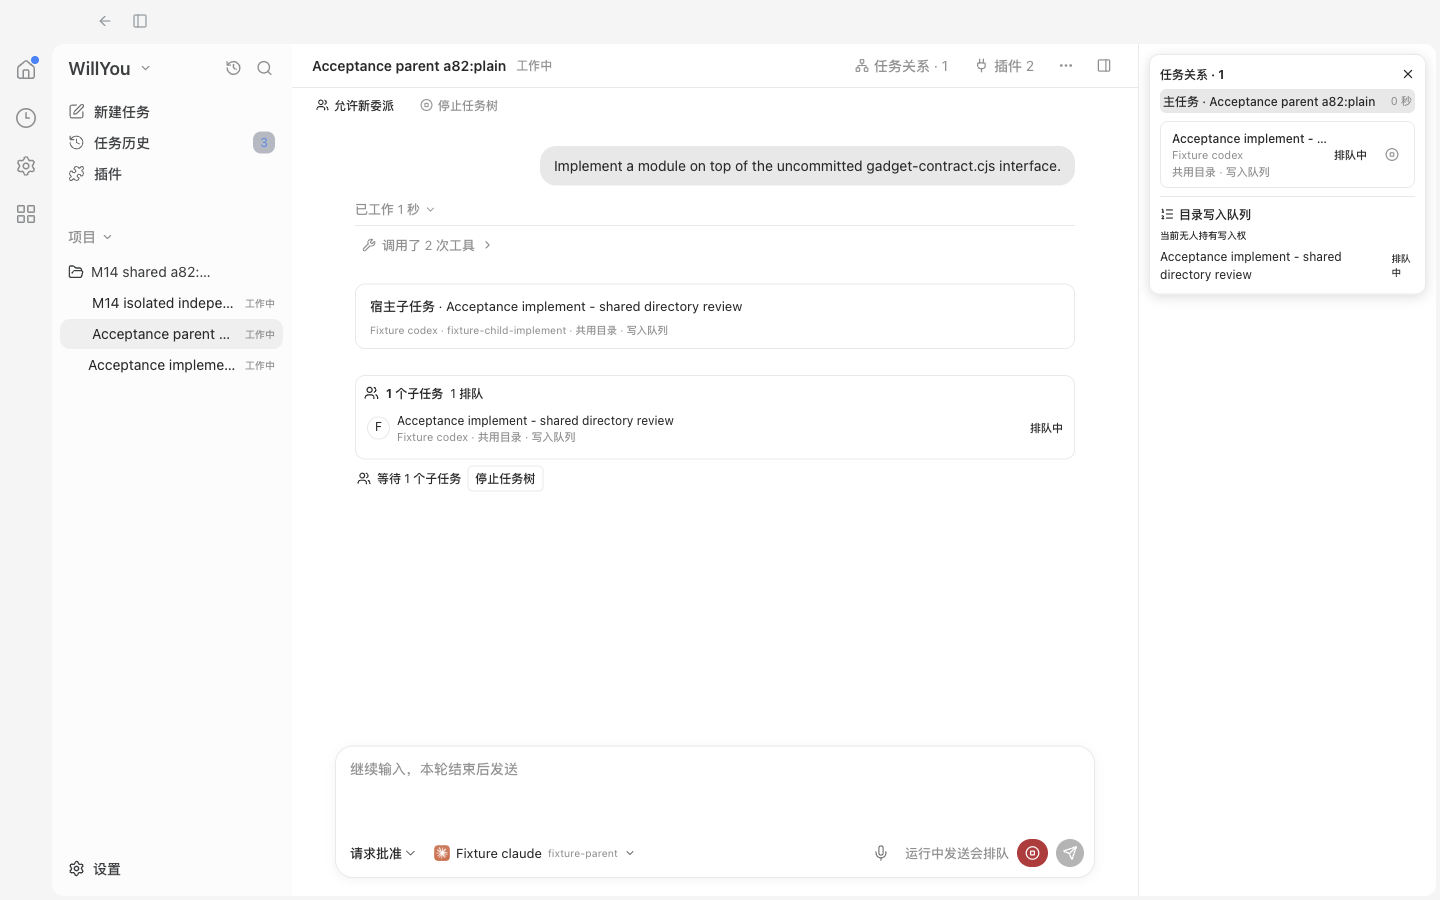 WillYou
新建任务
任务历史
3
插件
项目
M14 shared a82:...
M14 isolated indepe...
工作中
Acceptance parent ...
工作中
Acceptance impleme...
工作中
设置
Acceptance parent a82:plain
工作中
任务关系 · 1
插件 2
允许新委派
停止任务树
Implement a module on top of the uncommitted gadget-contract.cjs interface.
已工作 1 秒
调用了 2 次工具
宿主子任务 · Acceptance implement - shared directory review
Fixture codex · fixture-child-implement · 共用目录 · 写入队列
1 个子任务 1 排队
F
Acceptance implement - shared directory review
Fixture codex · 共用目录 · 写入队列
排队中
等待 1 个子任务
停止任务树
继续输入，本轮结束后发送
请求批准
Fixture claude
fixture-parent
运行中发送会排队
任务关系 · 1
主任务 · Acceptance parent a82:plain
0 秒
Acceptance implement - ...
Fixture codex
共用目录 · 写入队列
排队中
目录写入队列
当前无人持有写入权
Acceptance implement - shared
directory review
排队
中